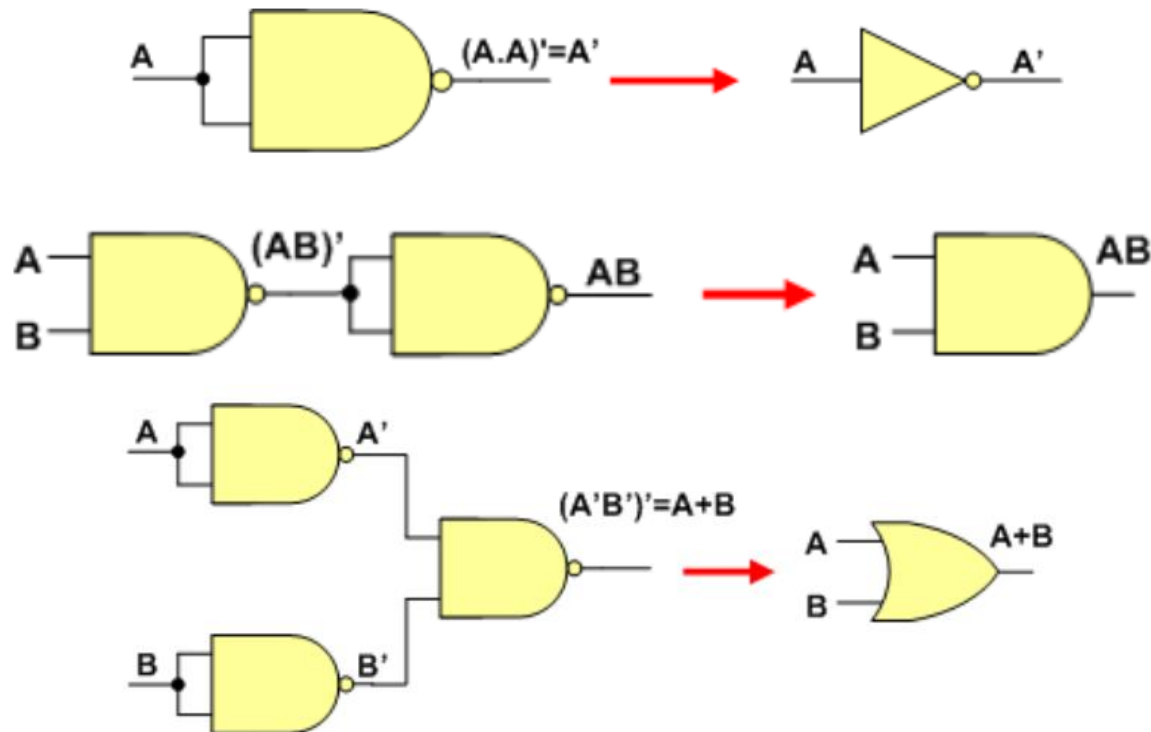 A (A.A)'=A' A A'
A (AB)' AB A AB
B B
A A'
(A'B')'=A+B A A+B
B
B B'